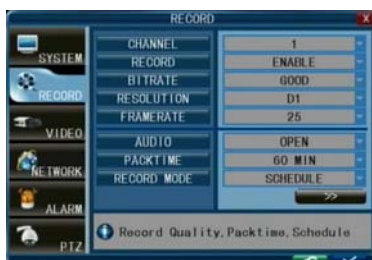 RECORD
X
SYSTEM
RECORD
VIDEO
NETWORK
ALARM
PTZ
CHANNEL 1
RECORD ENABLE
BITRATE GOOD
RESOLUTION D1
FRAMERATE 25
AUDIO OPEN
PACKTIME 60 MIN
RECORD MODE SCHEDULE
>>
Record Quality, Packtime, Schedule